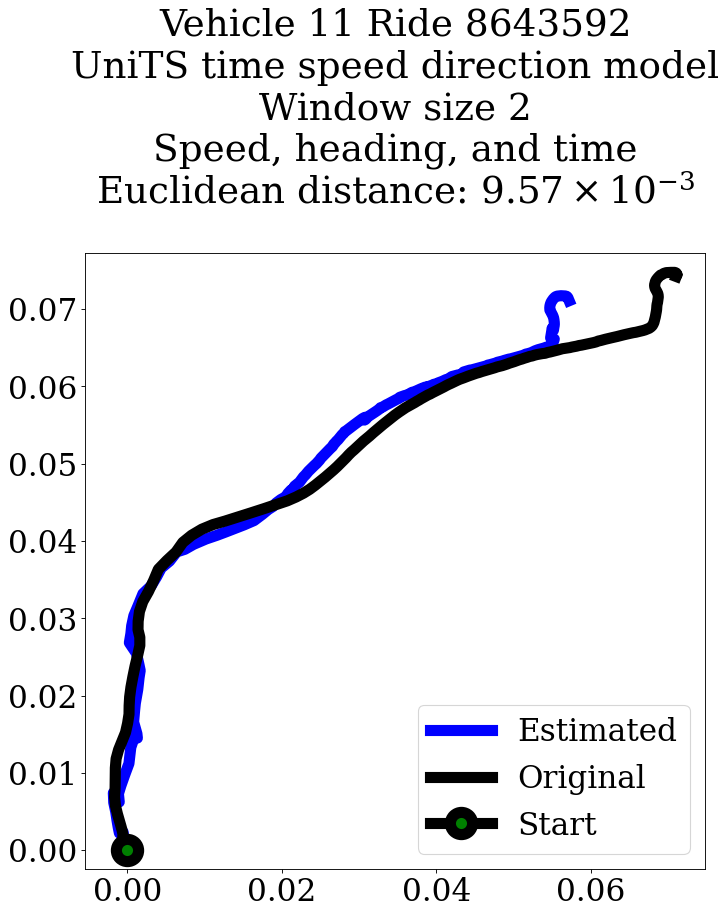 Vehicle 11 Ride 8643592
UniTS time speed direction model
Window size 2
Speed, heading, and time
Euclidean distance: 9.57 × 10⁻³
0.07
0.06
0.05
0.04
0.03
0.02
0.01
0.00
Estimated
Original
Start
0.00 0.02 0.04 0.06